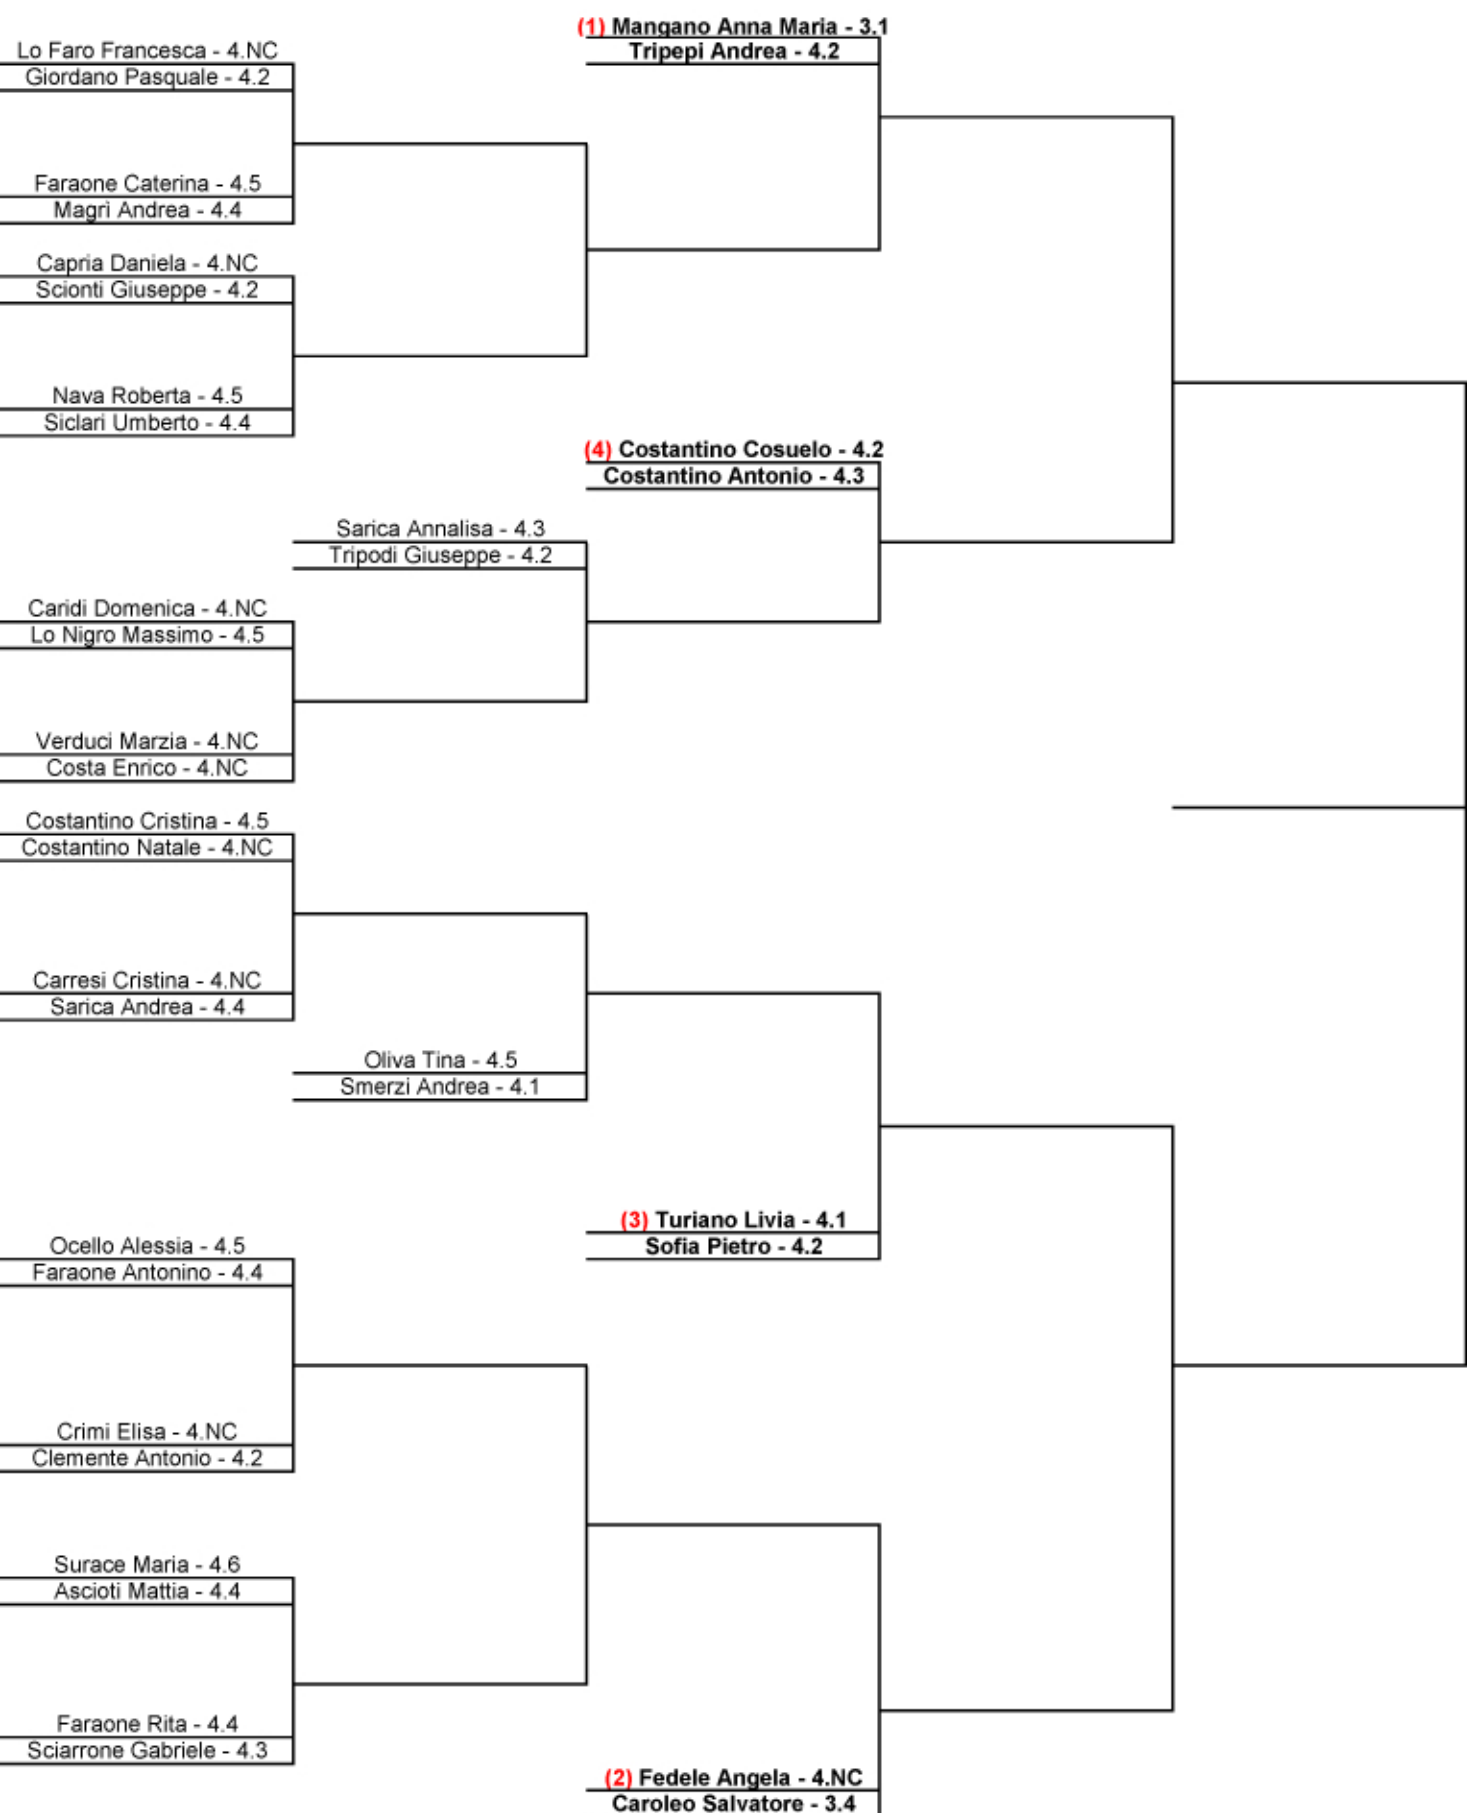 (1) Mangano Anna Maria - 3.1
Tripepi Andrea - 4.2
Lo Faro Francesca - 4.NC
Giordano Pasquale - 4.2
Faraone Caterina - 4.5
Magrì Andrea - 4.4
Capria Daniela - 4.NC
Scionti Giuseppe - 4.2
Nava Roberta - 4.5
Siclari Umberto - 4.4
(4) Costantino Cosuelo - 4.2
Costantino Antonio - 4.3
Sarica Annalisa - 4.3
Tripodi Giuseppe - 4.2
Caridi Domenica - 4.NC
Lo Nigro Massimo - 4.5
Verduci Marzia - 4.NC
Costa Enrico - 4.NC
Costantino Cristina - 4.5
Costantino Natale - 4.NC
Carresi Cristina - 4.NC
Sarica Andrea - 4.4
Oliva Tina - 4.5
Smerzi Andrea - 4.1
(3) Turiano Livia - 4.1
Sofia Pietro - 4.2
Ocello Alessia - 4.5
Faraone Antonino - 4.4
Crimi Elisa - 4.NC
Clemente Antonio - 4.2
Surace Maria - 4.6
Ascioti Mattia - 4.4
Faraone Rita - 4.4
Sciarrone Gabriele - 4.3
(2) Fedele Angela - 4.NC
Caroleo Salvatore - 3.4